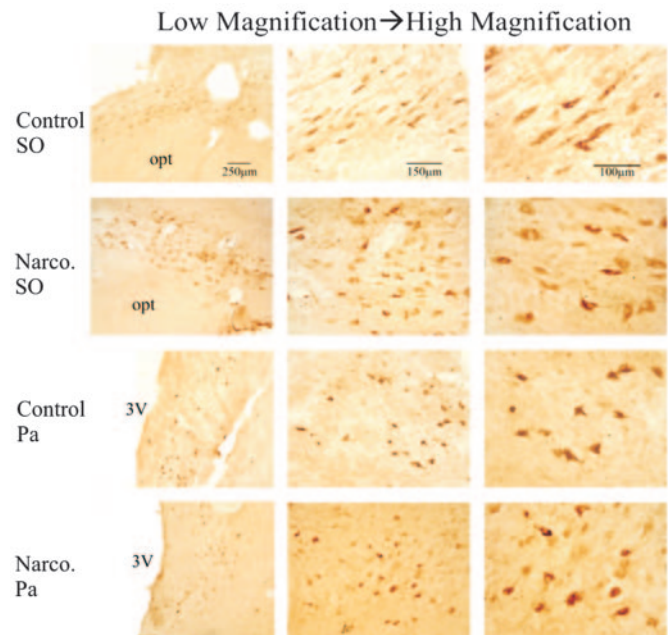 Low Magnification→High Magnification
Control
SO
opt
250µm
150µm
100µm
Narco.
SO
opt
Control
Pa
3V
Narco.
Pa
3V